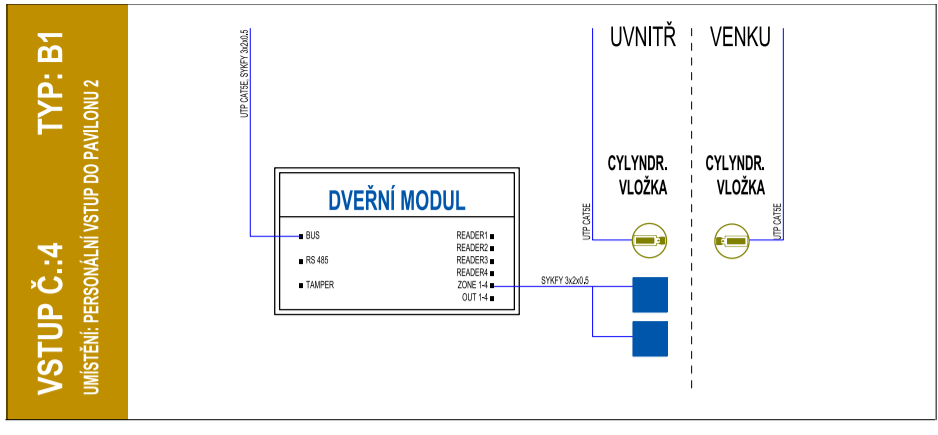 VSTUP Č.:4 TYP: B1
UMÍSTĚNÍ: PERSONÁLNÍ VSTUP DO PAVILONU 2
UTP CAT5E, SYKFY 3x2x0,5
UVNITŘ
VENKU
CYLYNDR.
VLOŽKA
CYLYNDR.
VLOŽKA
UTP CAT5E
UTP CAT5E
DVEŘNÍ MODUL
BUS
RS 485
TAMPER
READER1
READER2
READER3
READER4
ZONE 1-4
OUT 1-4
SYKFY 3x2x0,5